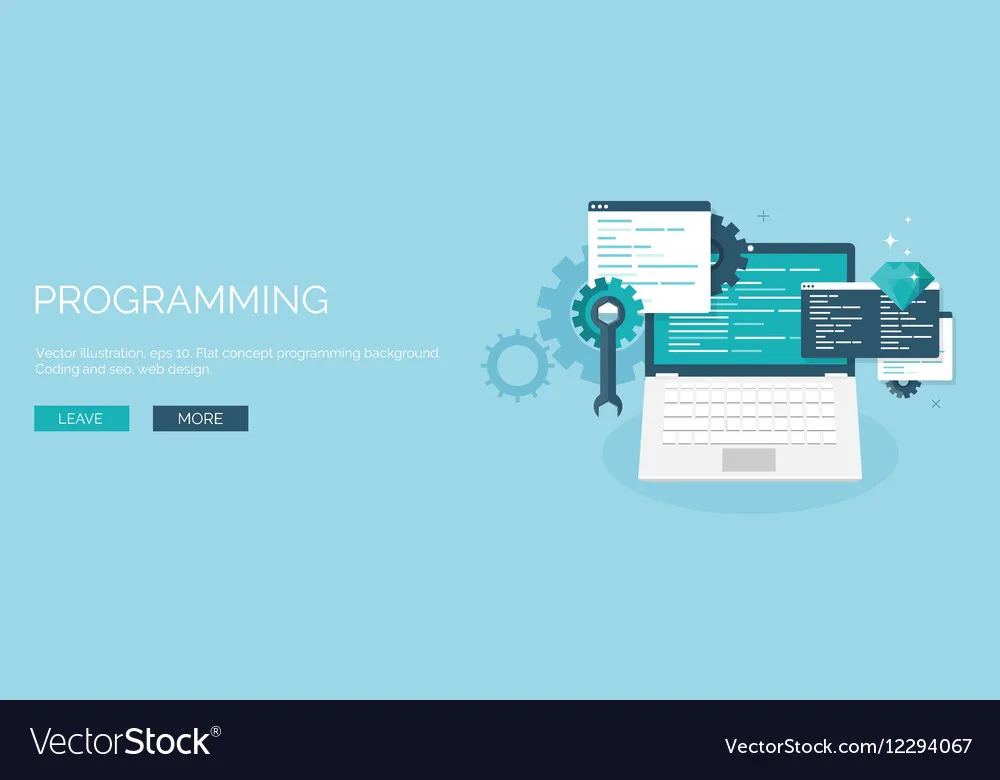 PROGRAMMING
Vector illustration, eps 10. Flat concept programming background.
Coding and seo, web design.
LEAVE MORE
VectorStock® VectorStock.com/12294067